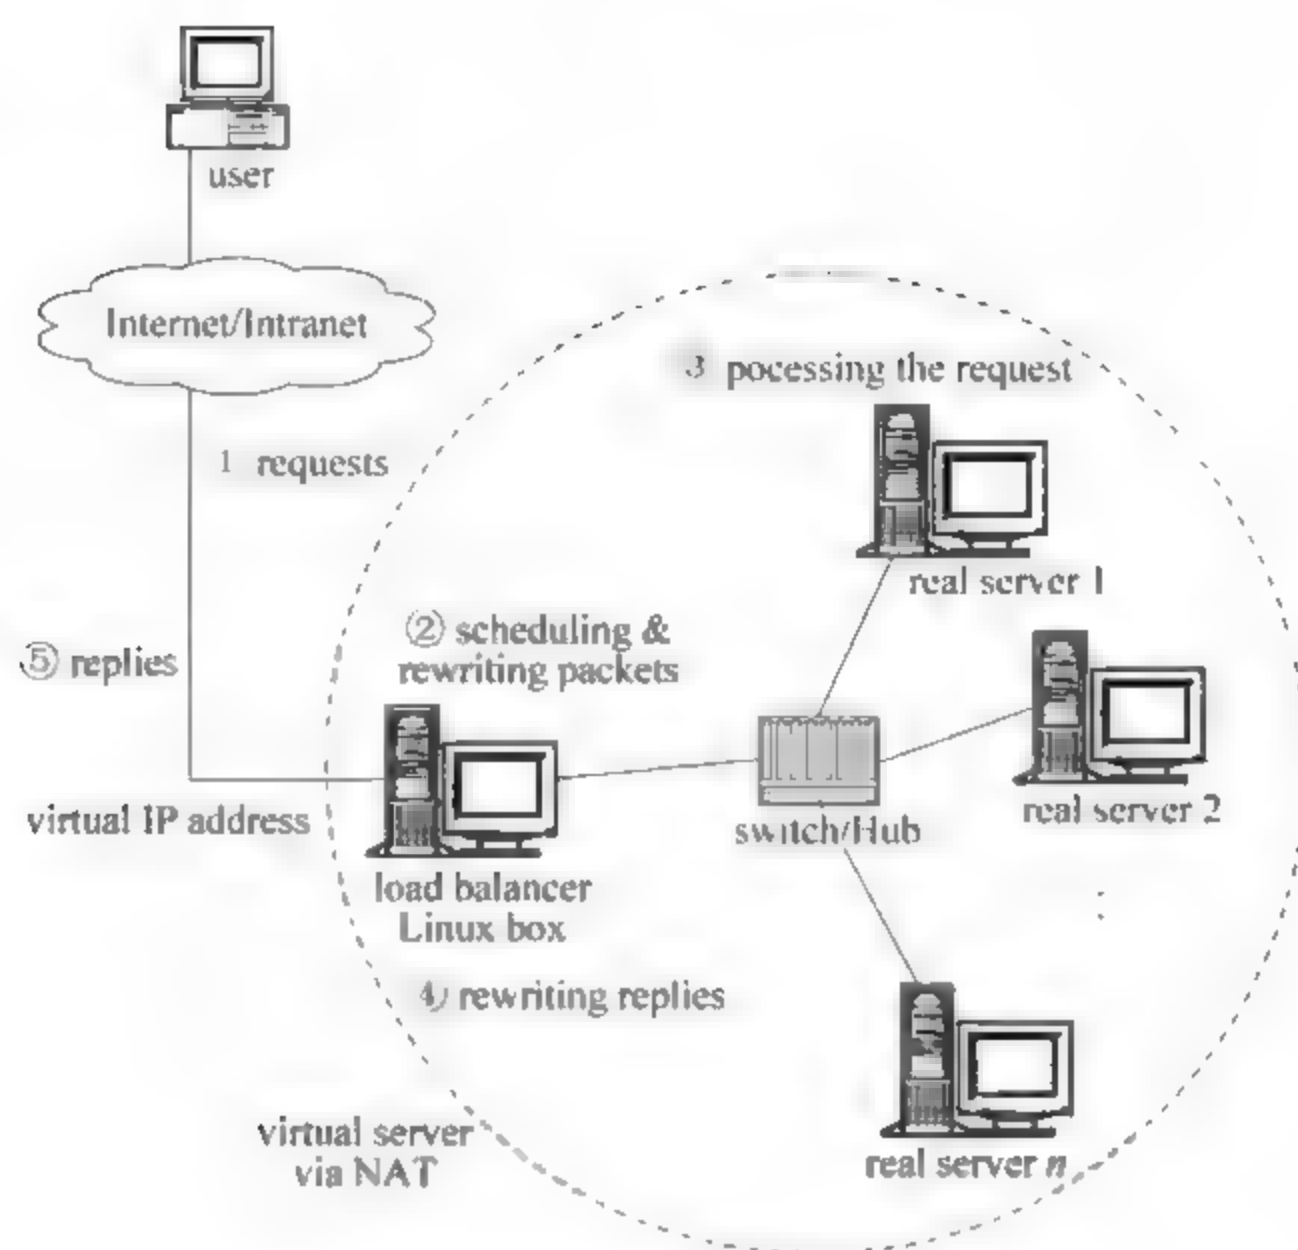 user
Internet/Intranet
3 pocessing the request
1 requests
real server 1
② scheduling &
rewriting packets
⑤ replies
real server 2
virtual IP address
switch/Hub
load balancer
Linux box
④ rewriting replies
virtual server
via NAT
real server n